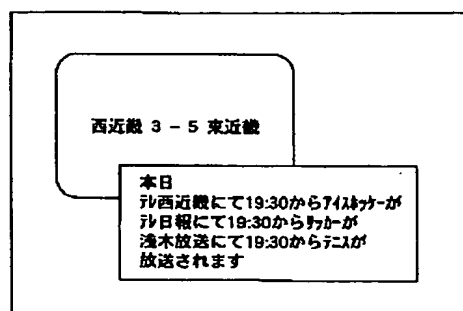 西近畿 3 − 5 東近畿
本日
ﾃﾚ西近畿にて19:30からｱｲｽﾎｯｹｰが
ﾃﾚ日報にて19:30からｻｯｶｰが
浅木放送にて19:30からﾃﾆｽが
放送されます